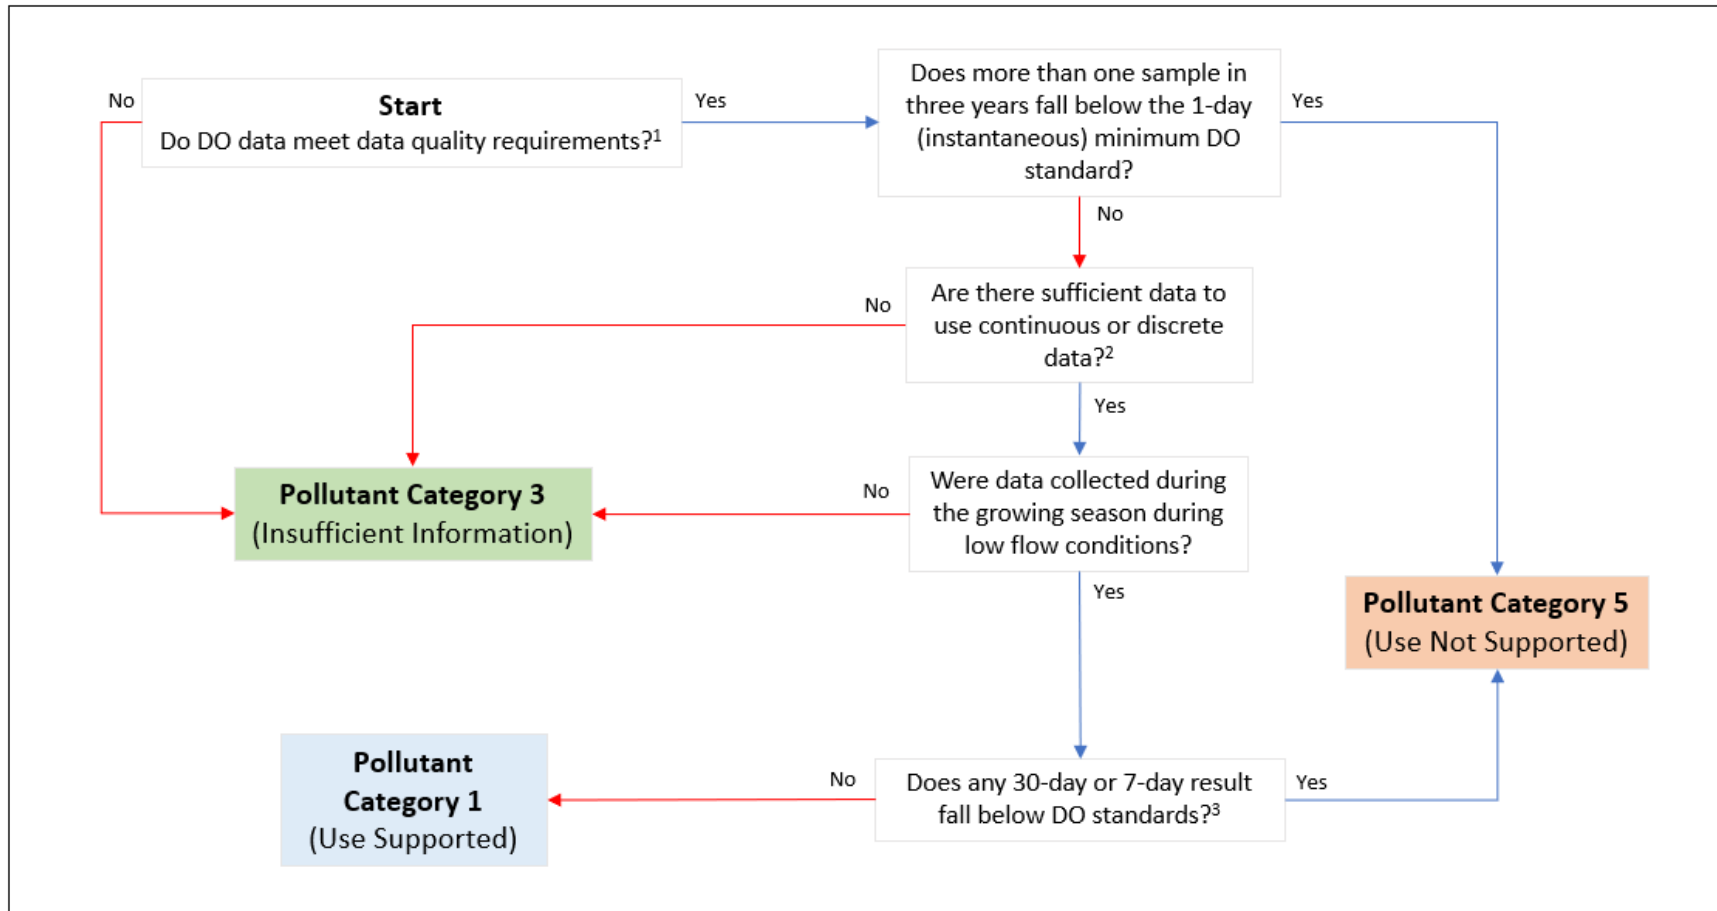 No
Start
Do DO data meet data quality requirements?¹
Yes
Does more than one sample in
three years fall below the 1-day
(instantaneous) minimum DO
standard?
Yes
No
Are there sufficient data to
use continuous or discrete
data?²
No
Yes
Pollutant Category 3
(Insufficient Information)
No
Were data collected during
the growing season during
low flow conditions?
Yes
Pollutant Category 5
(Use Not Supported)
Pollutant
Category 1
(Use Supported)
No
Does any 30-day or 7-day result
fall below DO standards?³
Yes